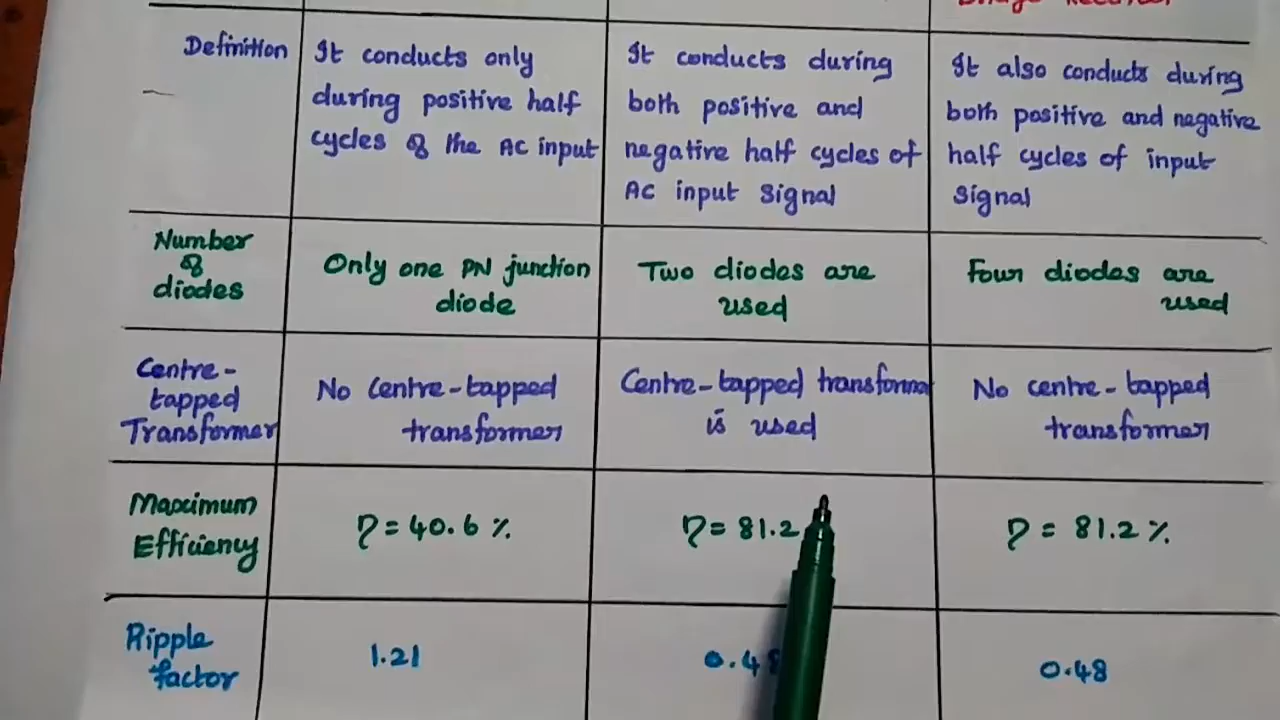 Bridge Rectifier
Definition
It conducts only
during positive half
cycles of the AC input
It conducts during
both positive and
negative half cycles of
AC input signal
It also conducts during
both positive and negative
half cycles of input
signal
Number
of
diodes
Only one PN junction
diode
Two diodes are
used
Four diodes are
used
Centre-
tapped
Transformer
No centre-tapped
transformer
Centre-tapped transformer
is used
No centre-tapped
transformer
Maximum
Efficiency
η = 40.6 %
η = 81.2
η = 81.2 %
Ripple
factor
1.21
0.48
0.48